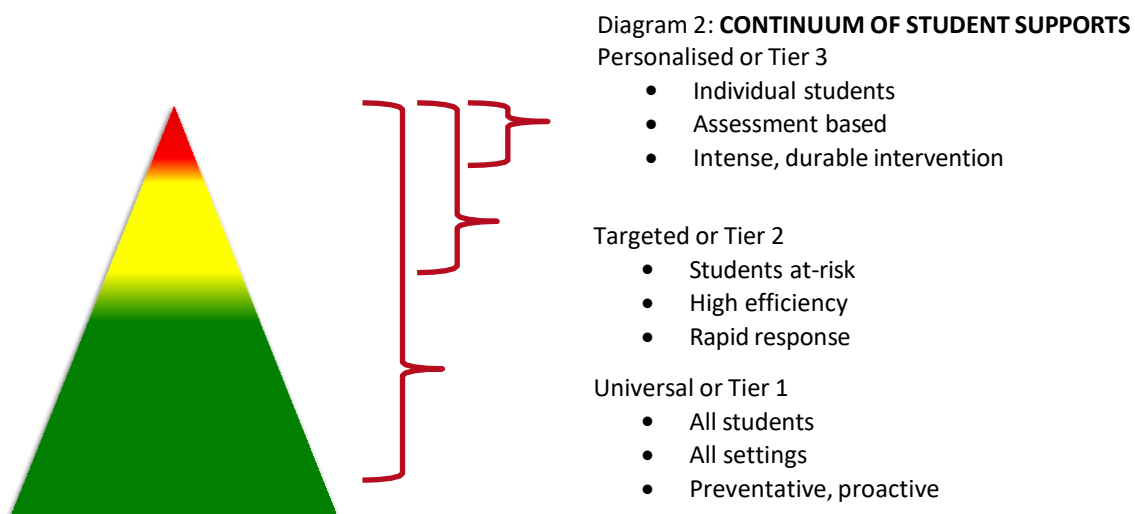 Diagram 2: CONTINUUM OF STUDENT SUPPORTS
Personalised or Tier 3
• Individual students
• Assessment based
• Intense, durable intervention
Targeted or Tier 2
• Students at-risk
• High efficiency
• Rapid response
Universal or Tier 1
• All students
• All settings
• Preventative, proactive